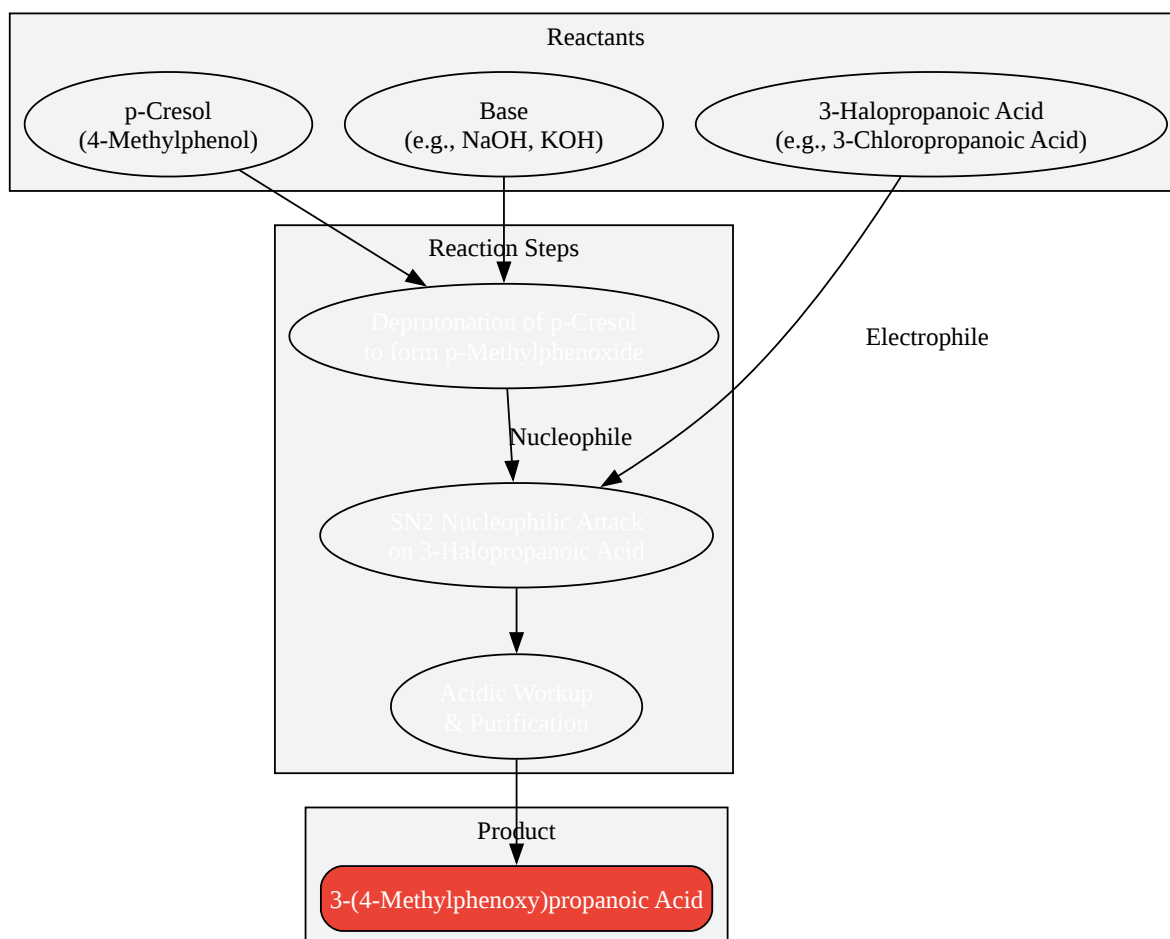 Reactants
p-Cresol
(4-Methylphenol)
Base
(e.g., NaOH, KOH)
3-Halopropanoic Acid
(e.g., 3-Chloropropanoic Acid)
Reaction Steps
Deprotonation of p-Cresol
to form p-Methylphenoxide
Electrophile
Nucleophile
SN2 Nucleophilic Attack
on 3-Halopropanoic Acid
Acidic Workup
& Purification
Product
3-(4-Methylphenoxy)propanoic Acid